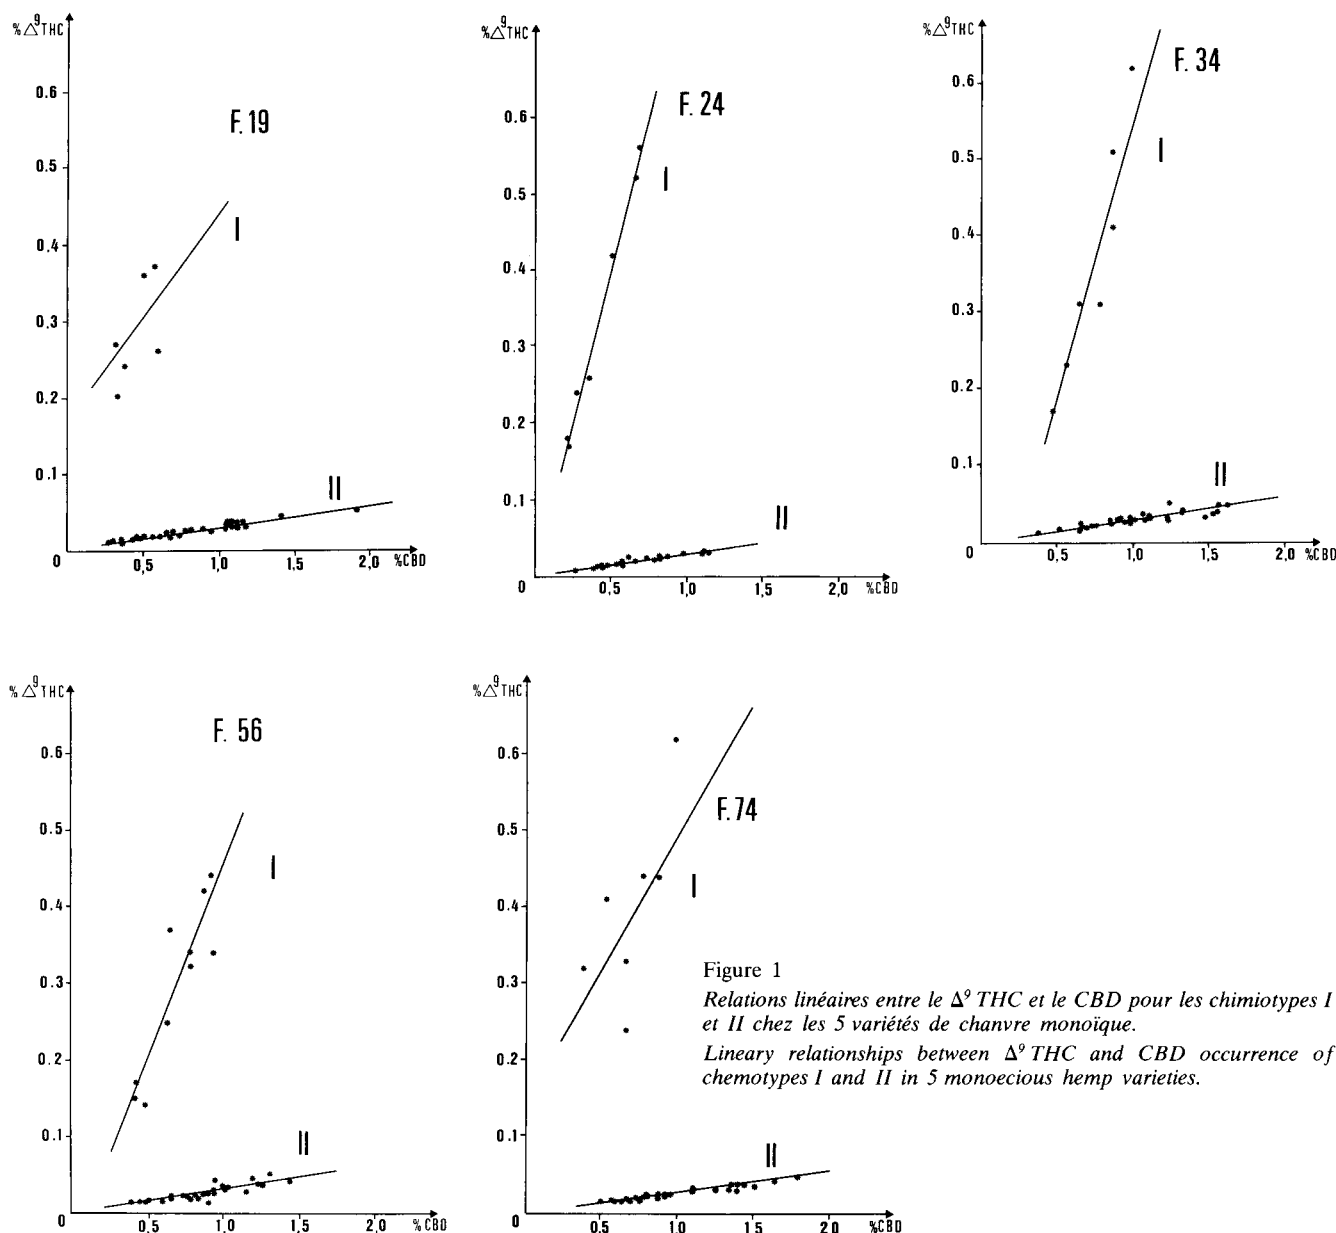 % Δ⁹THC
0.6
0.5
0.4
0.3
0.2
0.1
0
0,5
1,0
1,5
2,0
%CBD
F. 19
I
II
% Δ⁹THC
0.6
0.5
0.4
0.3
0.2
0.1
0
0,5
1,0
1,5
2,0
%CBD
F. 24
I
II
% Δ⁹THC
0.6
0.5
0.4
0.3
0.2
0.1
0
0.5
1.0
1.5
2.0
%CBD
F. 34
I
II
% Δ⁹THC
0.6
0.5
0.4
0.3
0.2
0.1
0
0,5
1,0
1,5
2,0
%CBD
F. 56
I
II
% Δ⁹THC
0.6
0.5
0.4
0.3
0.2
0.1
0
0.5
1.0
1.5
2.0
%CBD
F. 74
I
II
Figure 1
Relations linéaires entre le Δ⁹ THC et le CBD pour les chimiotypes I
et II chez les 5 variétés de chanvre monoïque.
Lineary relationships between Δ⁹ THC and CBD occurrence of
chemotypes I and II in 5 monoecious hemp varieties.